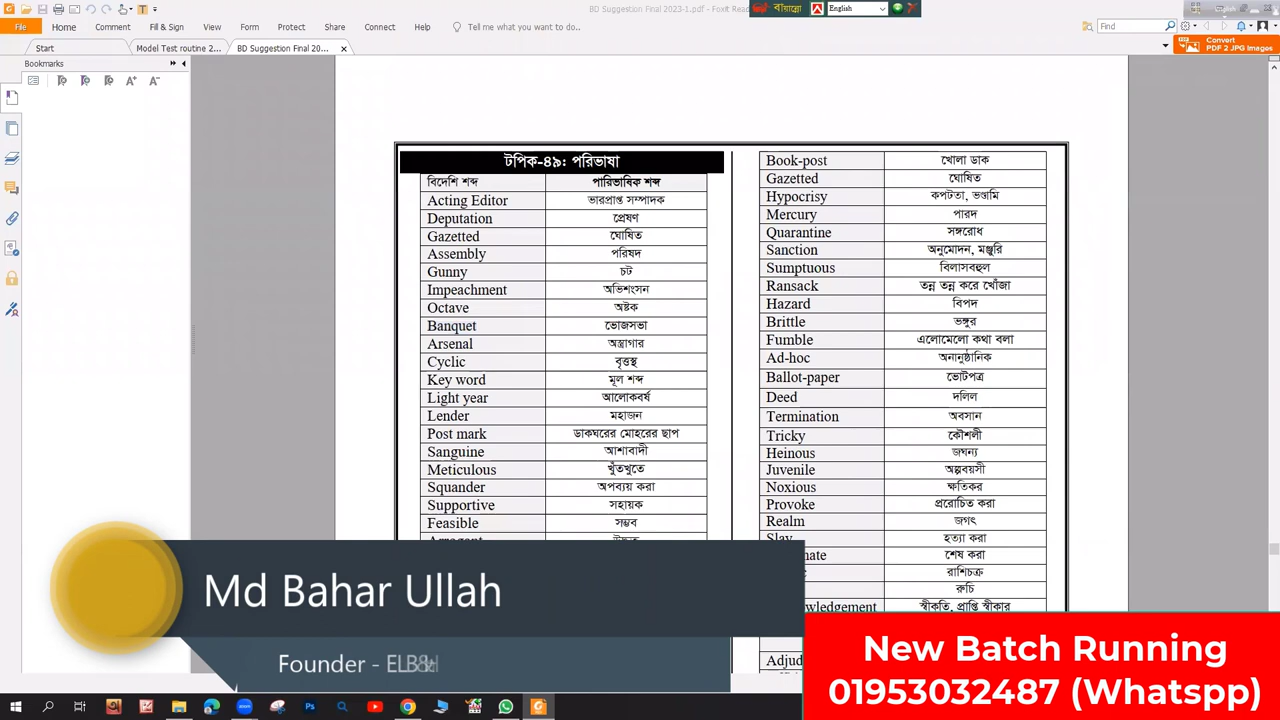 BD Suggestion Final 2023-1.pdf - Foxit Read
বাংলা
English
File
Home
Comment
Fill & Sign
View
Form
Protect
Share
Connect
Help
Tell me what you want to do...
Find
Start
Model Test routine 2...
BD Suggestion Final 20...
Convert
PDF 2 JPG Images
Bookmarks
টপিক-৪৯: পরিভাষা
বিদেশি শব্দ পারিভাষিক শব্দ
Acting Editor ভারপ্রাপ্ত সম্পাদক
Deputation প্রেষণ
Gazetted ঘোষিত
Assembly পরিষদ
Gunny চট
Impeachment অভিশংসন
Octave অষ্টক
Banquet ভোজসভা
Arsenal অস্ত্রাগার
Cyclic বৃত্তস্থ
Key word মূল শব্দ
Light year আলোকবর্ষ
Lender মহাজন
Post mark ডাকঘরের মোহরের ছাপ
Sanguine আশাবাদী
Meticulous খুঁতখুতে
Squander অপব্যয় করা
Supportive সহায়ক
Feasible সম্ভব
Book-post খোলা ডাক
Gazetted ঘোষিত
Hypocrisy কপটতা, ভণ্ডামি
Mercury পারদ
Quarantine সঙ্গরোধ
Sanction অনুমোদন, মঞ্জুরি
Sumptuous বিলাসবহুল
Ransack তন্ন তন্ন করে খোঁজা
Hazard বিপদ
Brittle ভঙ্গুর
Fumble এলোমেলো কথা বলা
Ad-hoc অনানুষ্ঠানিক
Ballot-paper ভোটপত্র
Deed দলিল
Termination অবসান
Tricky কৌশলী
Heinous জঘন্য
Juvenile অল্পবয়সী
Noxious ক্ষতিকর
Provoke প্ররোচিত করা
Realm জগৎ
Slay হত্যা করা
nate শেষ করা
রাশিচক্র
রুচি
wledgement স্বীকৃতি, প্রাপ্তি স্বীকার
Adjud
Md Bahar Ullah
Founder -
New Batch Running
01953032487 (Whatspp)